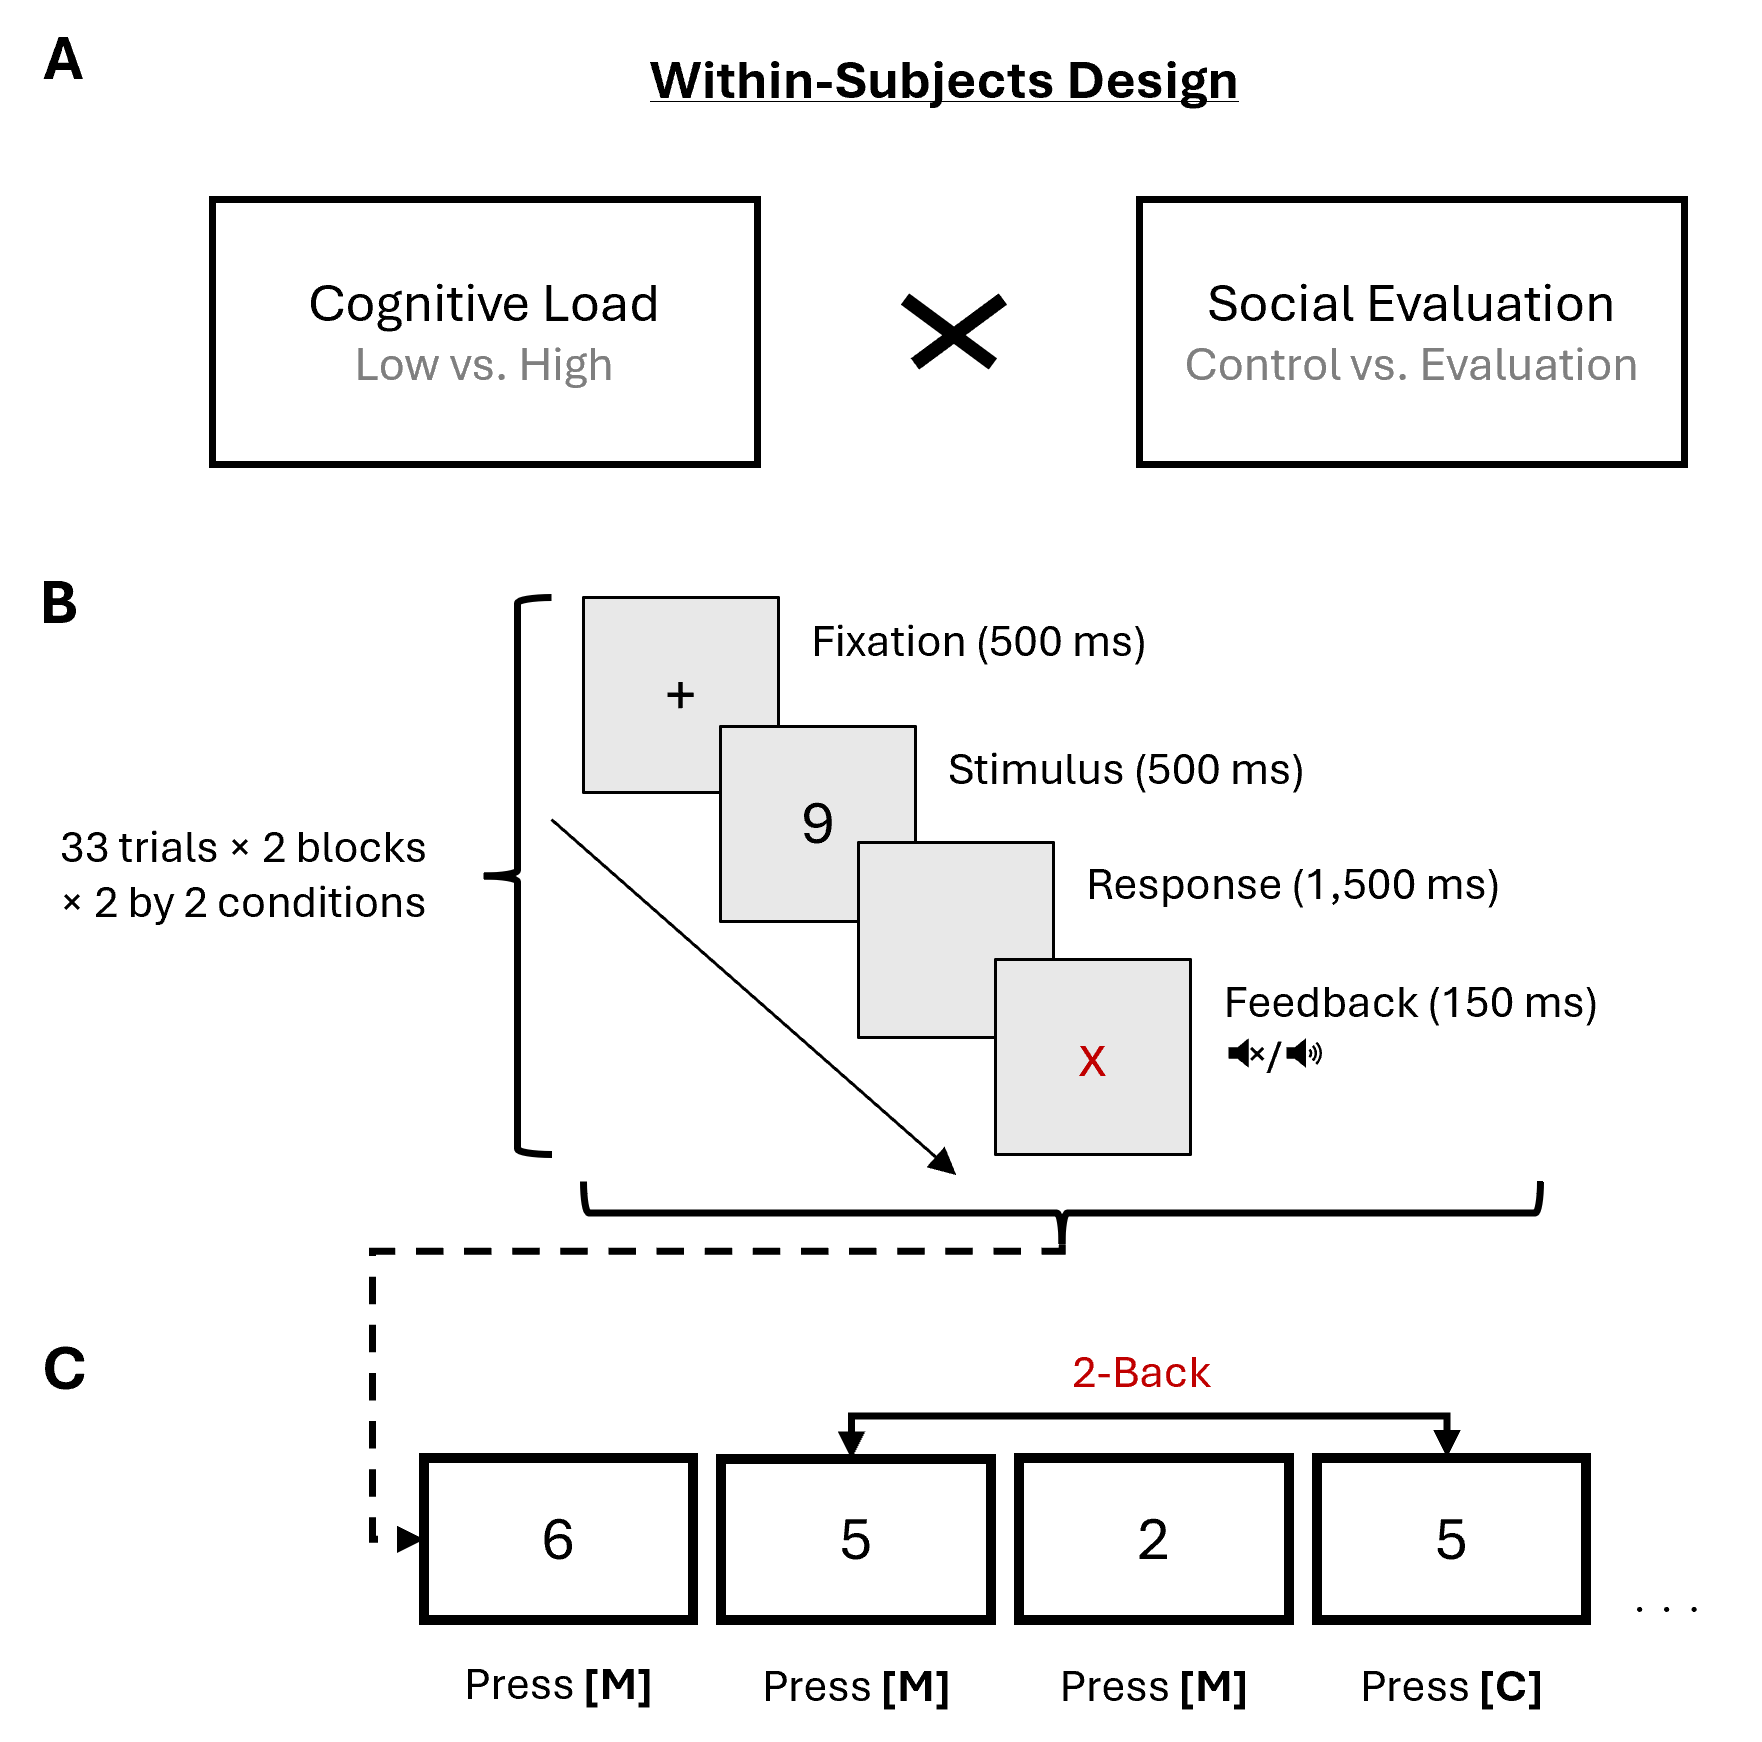 A
Within-Subjects Design
Cognitive Load
Low vs. High
Social Evaluation
Control vs. Evaluation
B
+
Fixation (500 ms)
9
Stimulus (500 ms)
33 trials × 2 blocks
× 2 by 2 conditions
Response (1,500 ms)
x
Feedback (150 ms)
/
C
2-Back
6
5
2
5
. . .
Press [M]
Press [M]
Press [M]
Press [C]